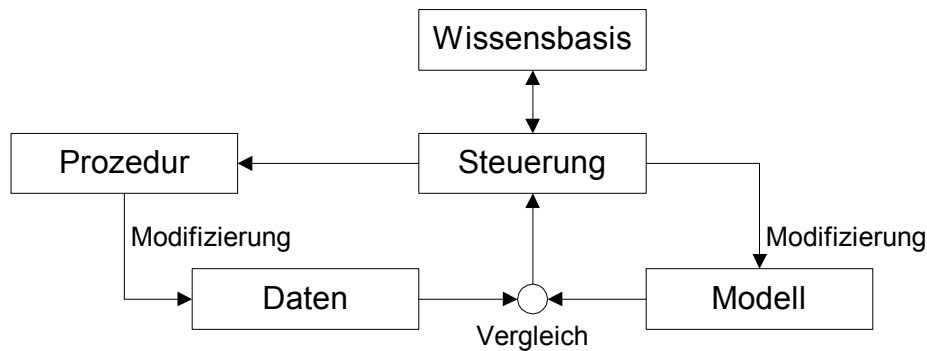 Wissensbasis
Prozedur
Steuerung
Modifizierung
Modifizierung
Daten
Modell
Vergleich